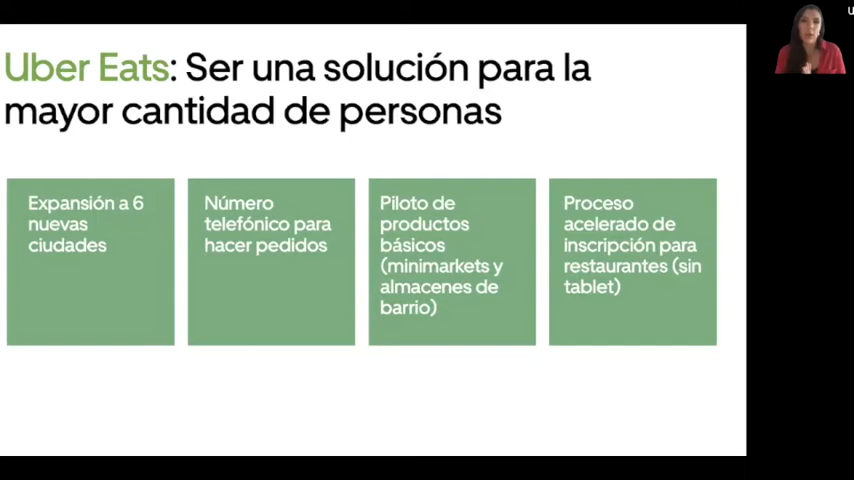 Uber Eats: Ser una solución para la
mayor cantidad de personas
Expansión a 6
nuevas
ciudades
Número
telefónico para
hacer pedidos
Piloto de
productos
básicos
(minimarkets y
almacenes de
barrio)
Proceso
acelerado de
inscripción para
restaurantes (sin
tablet)